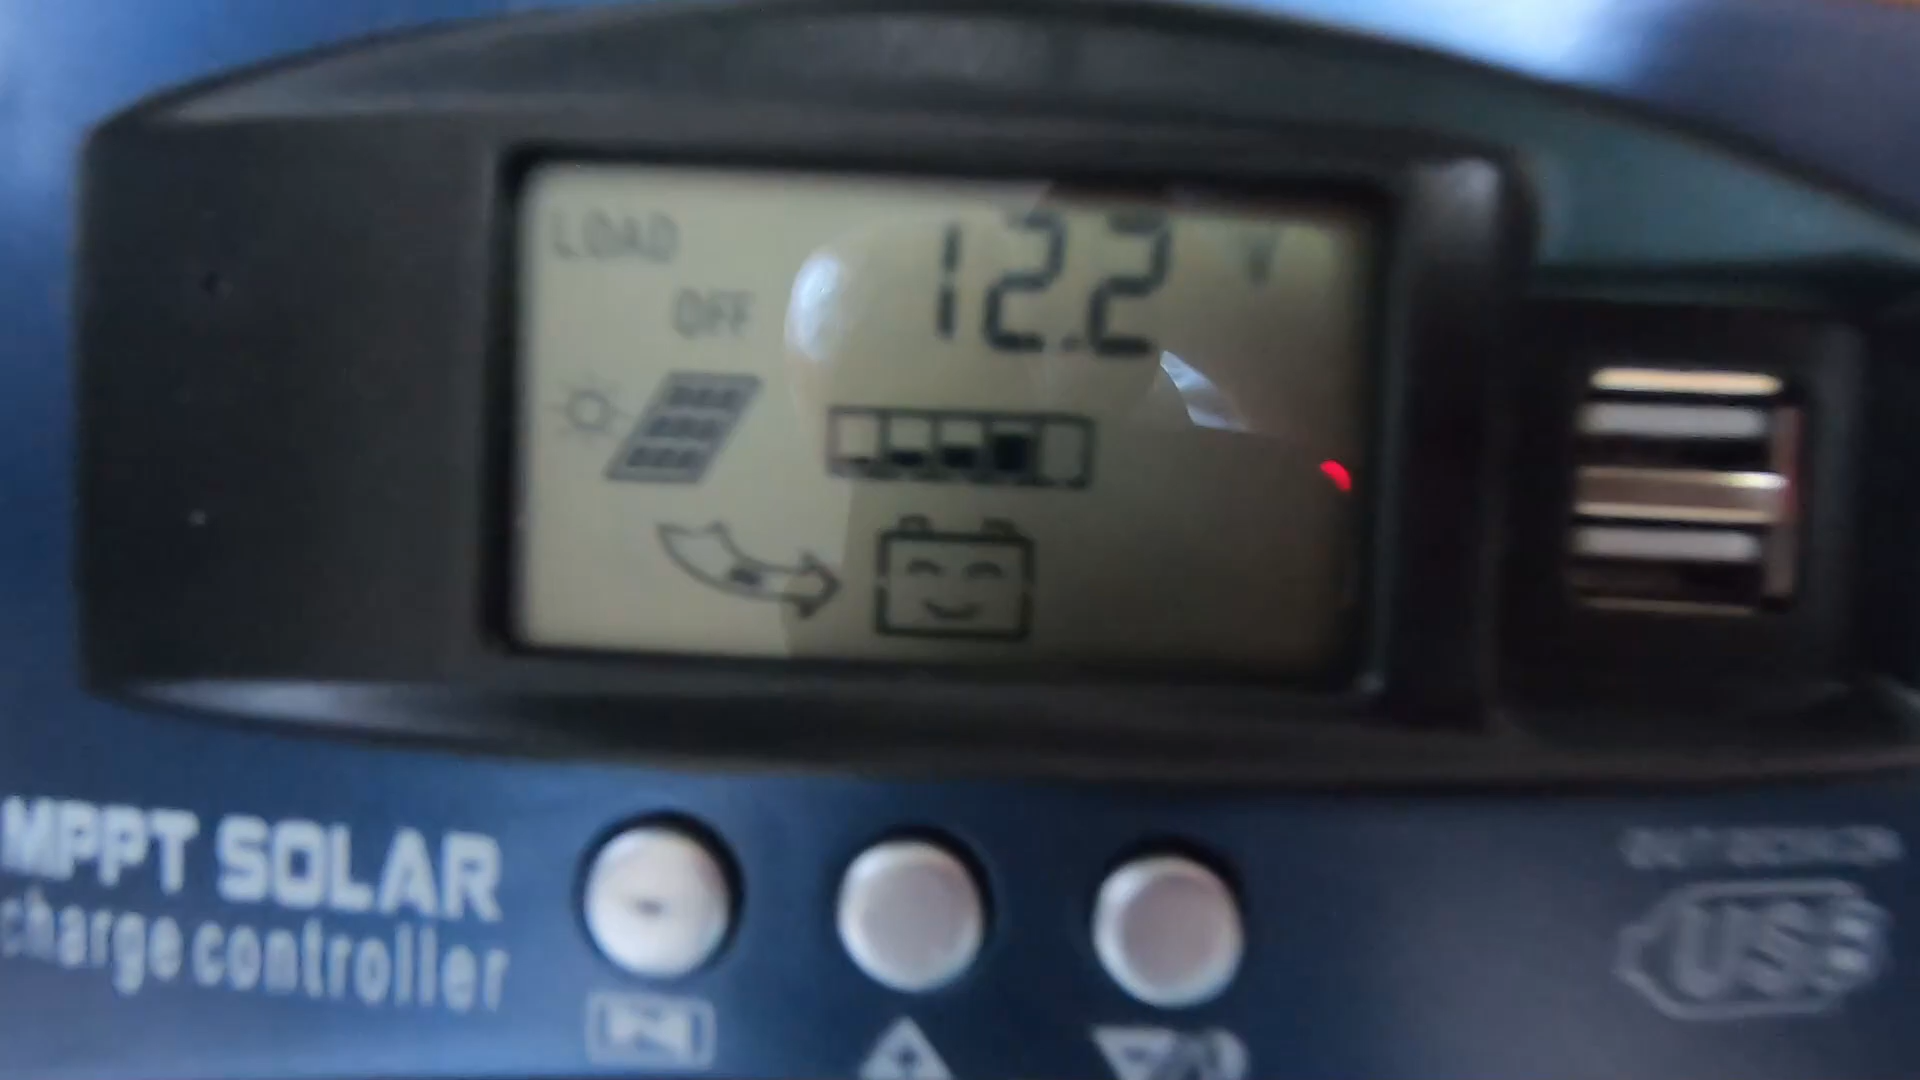 LOAD
12.2 V
OFF
MPPT SOLAR
charge controller
USB